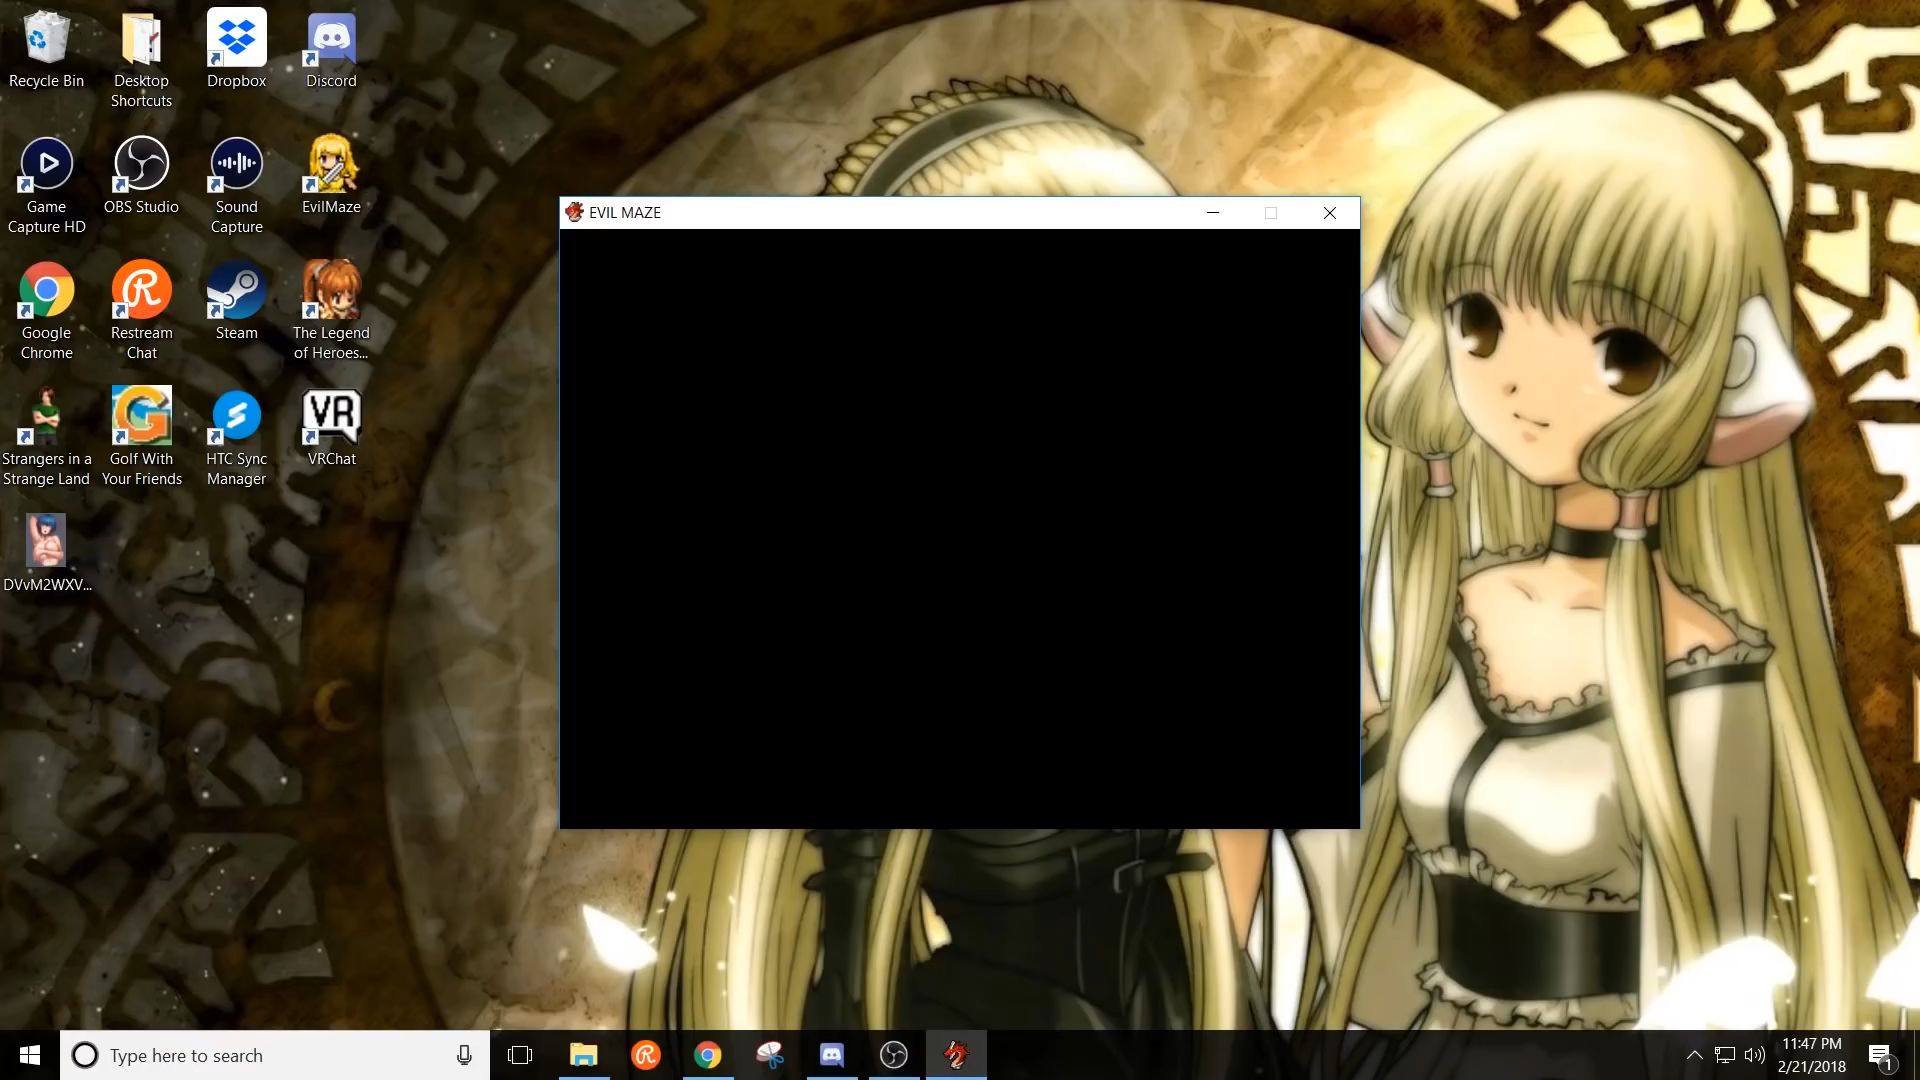 Recycle Bin
Desktop
Shortcuts
Dropbox
Discord
Game
Capture HD
OBS Studio
Sound
Capture
EvilMaze
Google
Chrome
Restream
Chat
Steam
The Legend
of Heroes...
Strangers in a
Strange Land
Golf With
Your Friends
HTC Sync
Manager
VR
VRChat
DVvM2WXV...
EVIL MAZE
Type here to search
11:47 PM
2/21/2018
1